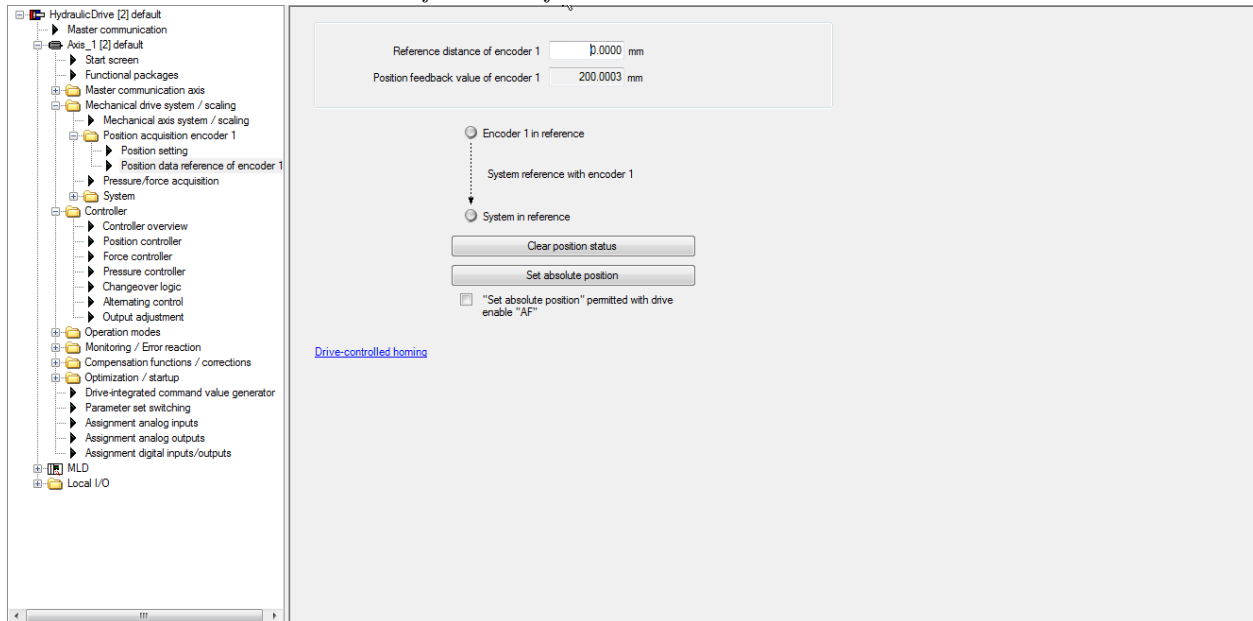 HydraulicDrive [2] default
Master communication
Axis_1 [2] default
Start screen
Functional packages
Master communication axis
Mechanical drive system / scaling
Mechanical axis system / scaling
Position acquisition encoder 1
Position setting
Position data reference of encoder 1
Pressure/force acquisition
System
Controller
Controller overview
Position controller
Force controller
Pressure controller
Changeover logic
Alternating control
Output adjustment
Operation modes
Monitoring / Error reaction
Compensation functions / corrections
Optimization / startup
Drive-integrated command value generator
Parameter set switching
Assignment analog inputs
Assignment analog outputs
Assignment digital inputs/outputs
MLD
Local I/O
Reference distance of encoder 1 0.0000 mm
Position feedback value of encoder 1 200.0003 mm
Encoder 1 in reference
System reference with encoder 1
System in reference
Clear position status
Set absolute position
"Set absolute position" permitted with drive
enable "AF"
Drive-controlled homing